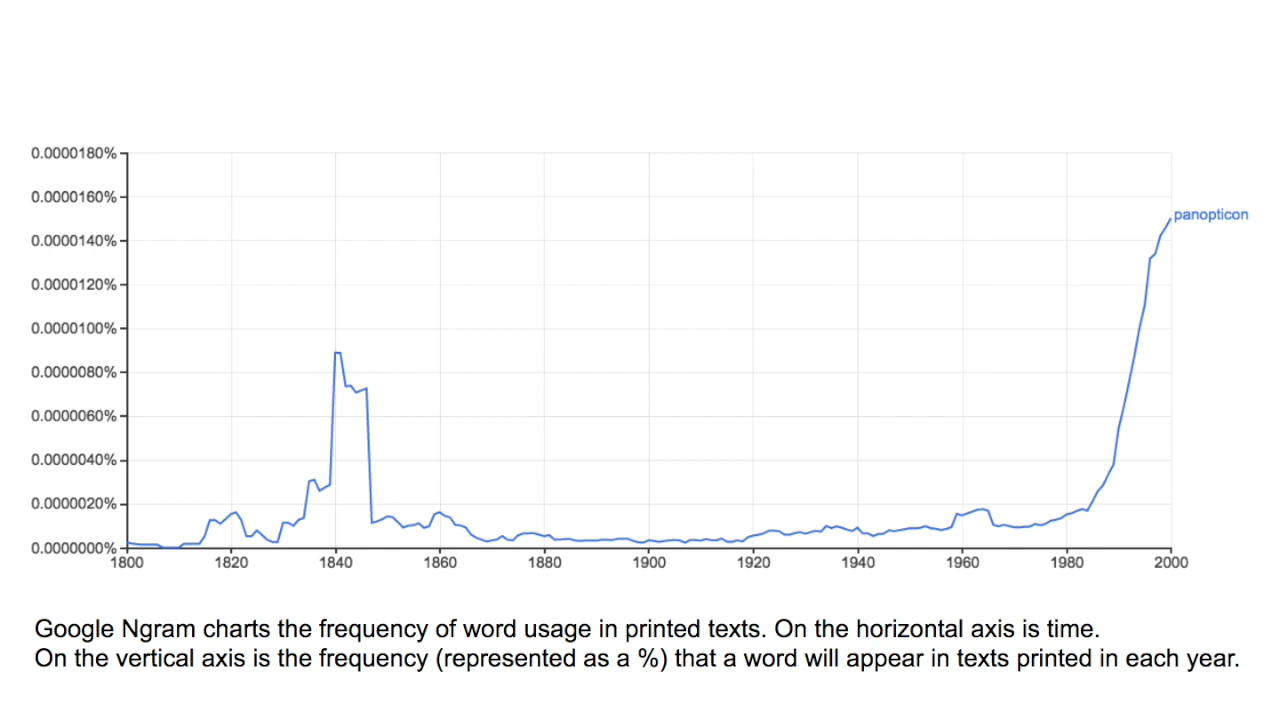 0.0000180%
0.0000160%
panopticon
0.0000140%
0.0000120%
0.0000100%
0.0000080%
0.0000060%
0.0000040%
0.0000020%
0.0000000%
1800 1820 1840 1860 1880 1900 1920 1940 1960 1980 2000
Google Ngram charts the frequency of word usage in printed texts. On the horizontal axis is time.
On the vertical axis is the frequency (represented as a %) that a word will appear in texts printed in each year.